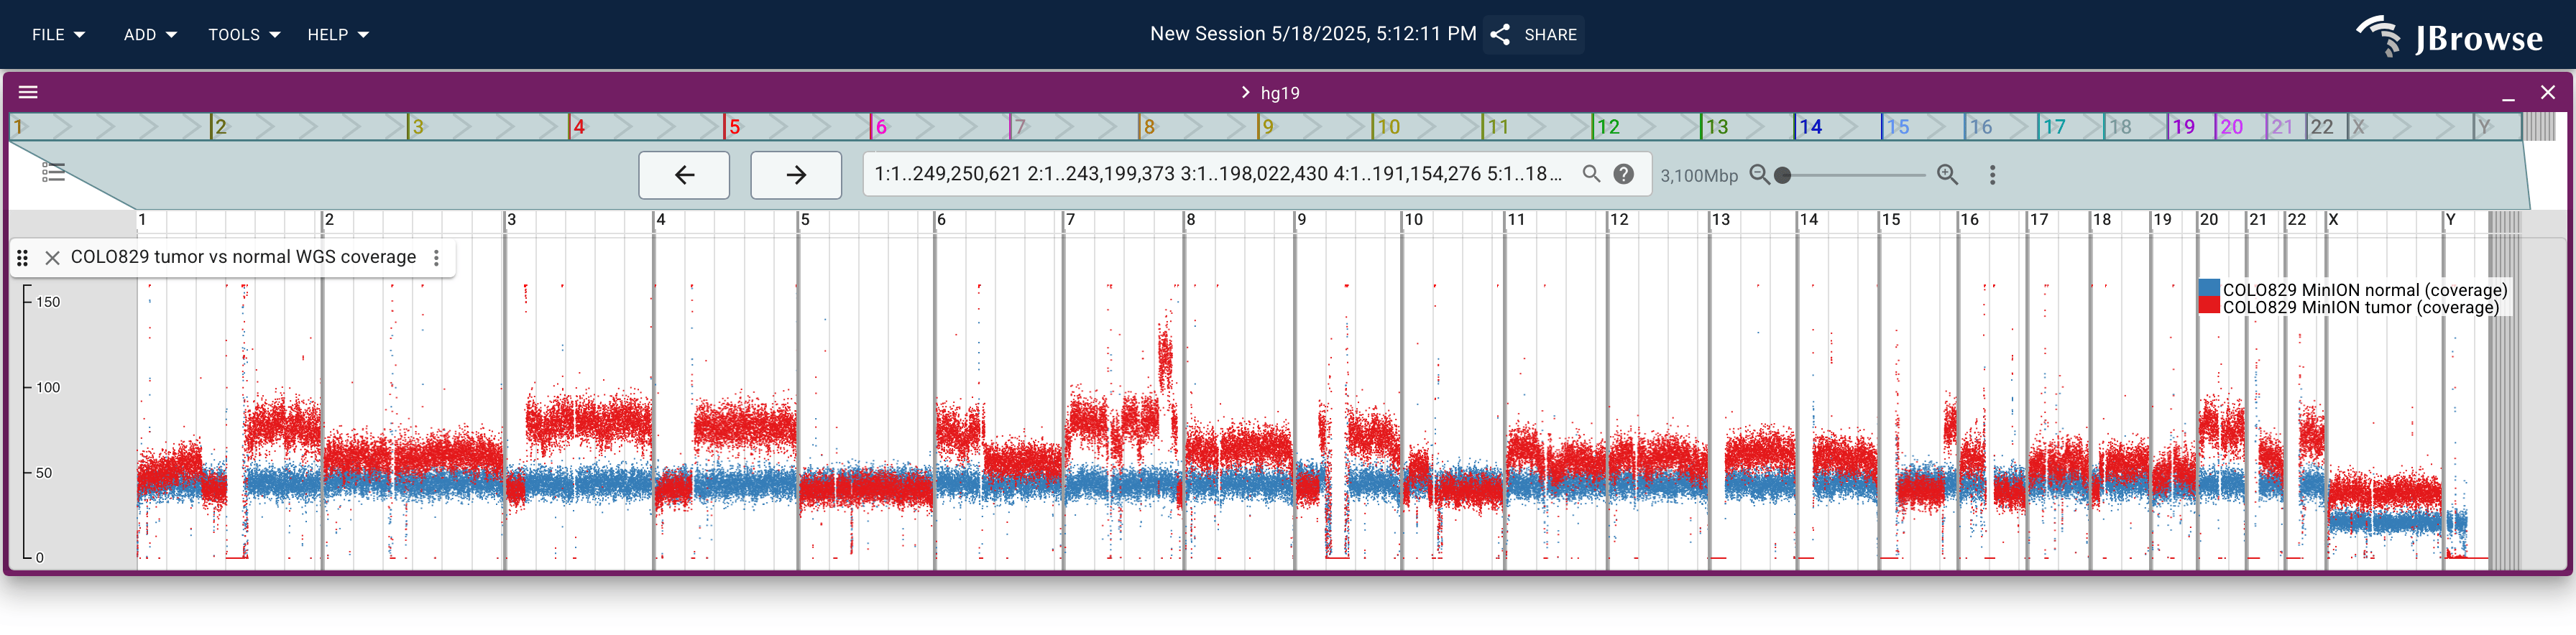 FILE ADD TOOLS HELP New Session 5/18/2025, 5:12:11 PM SHARE JBrowse
hg19
1 2 3 4 5 6 7 8 9 10 11 12 13 14 15 16 17 18 19 20 21 22 X Y
1:1..249,250,621 2:1..243,199,373 3:1..198,022,430 4:1..191,154,276 5:1..18... ? 3,100Mbp
1 2 3 4 5 6 7 8 9 10 11 12 13 14 15 16 17 18 19 20 21 22 X Y
COLO829 tumor vs normal WGS coverage
COLO829 MinION normal (coverage)
COLO829 MinION tumor (coverage)
150
100
50
0